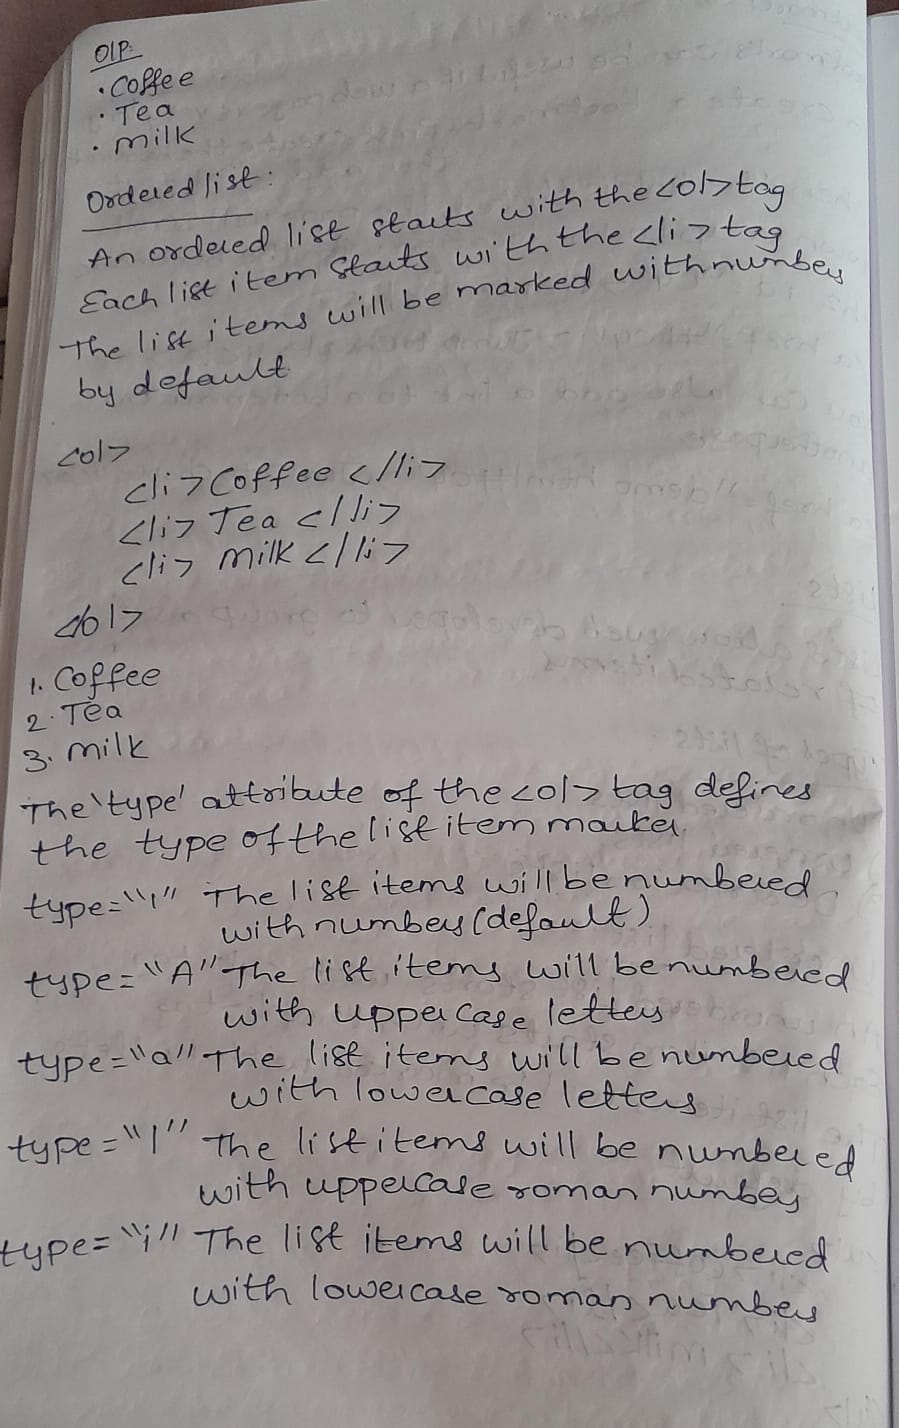 O/P:
• Coffee
• Tea
• milk
Ordered list:
An ordered list starts with the <ol> tag
Each list item starts with the <li> tag
The list items will be marked with numbers
by default
<ol>
<li> Coffee </li>
<li> Tea </li>
<li> milk </li>
</ol>
1. Coffee
2. Tea
3. milk
The 'type' attribute of the <ol> tag defines
the type of the list item marker.
type="1" The list items will be numbered
with numbers (default)
type="A" The list items will be numbered
with uppercase letters
type="a" The list items will be numbered
with lowercase letters
type="I" The list items will be numbered
with uppercase roman numbers
type="i" The list items will be numbered
with lowercase roman numbers